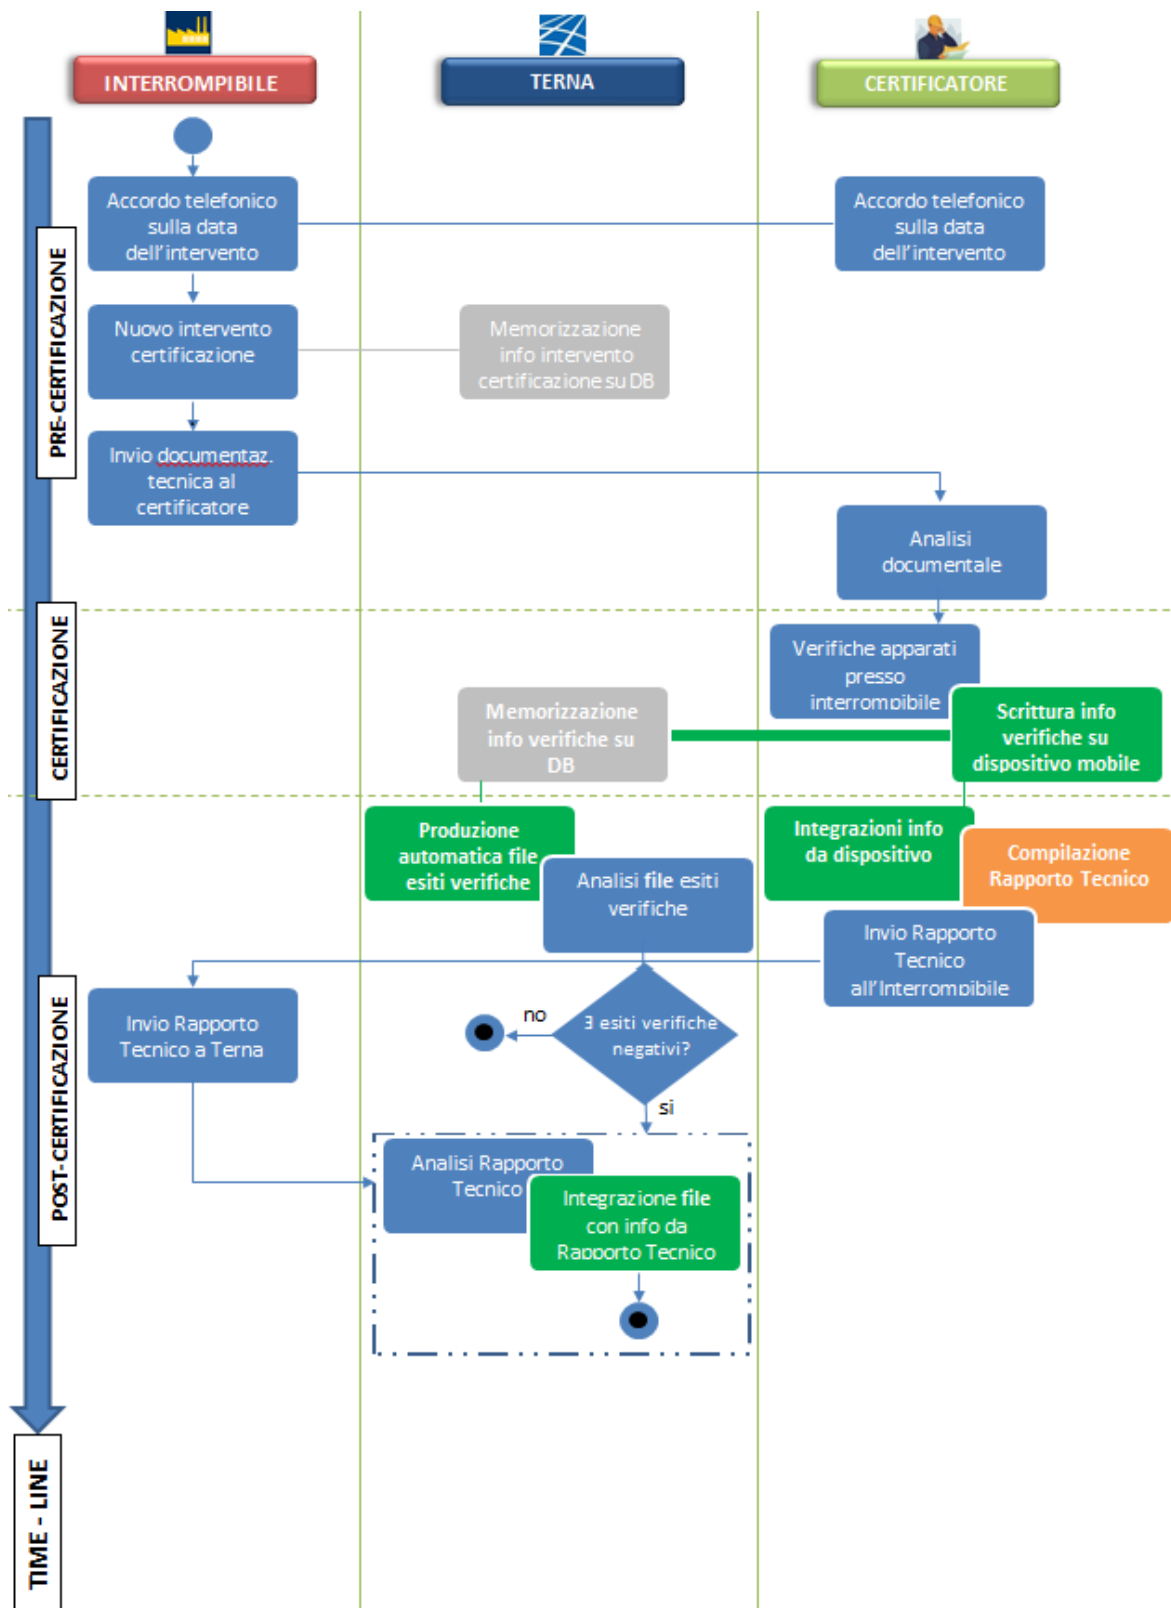 INTERROMPIBILE
TERNA
CERTIFICATORE
PRE-CERTIFICAZIONE
Accordo telefonico
sulla data
dell'intervento
Accordo telefonico
sulla data
dell'intervento
Nuovo intervento
certificazione
Memorizzazione
info intervento
certificazione su DB
Invio documentaz.
tecnica al
certificatore
Analisi
documentale
CERTIFICAZIONE
Verifiche apparati
presso
interrompibile
Memorizzazione
info verifiche su
DB
Scrittura info
verifiche su
dispositivo mobile
POST-CERTIFICAZIONE
Produzione
automatica file
esiti verifiche
Analisi file esiti
verifiche
Integrazioni info
da dispositivo
Compilazione
Rapporto Tecnico
Invio Rapporto
Tecnico
all'Interrompibile
Invio Rapporto
Tecnico a Terna
no
∃ esiti verifiche
negativi?
si
Analisi Rapporto
Tecnico
Integrazione file
con info da
Rapporto Tecnico
TIME - LINE